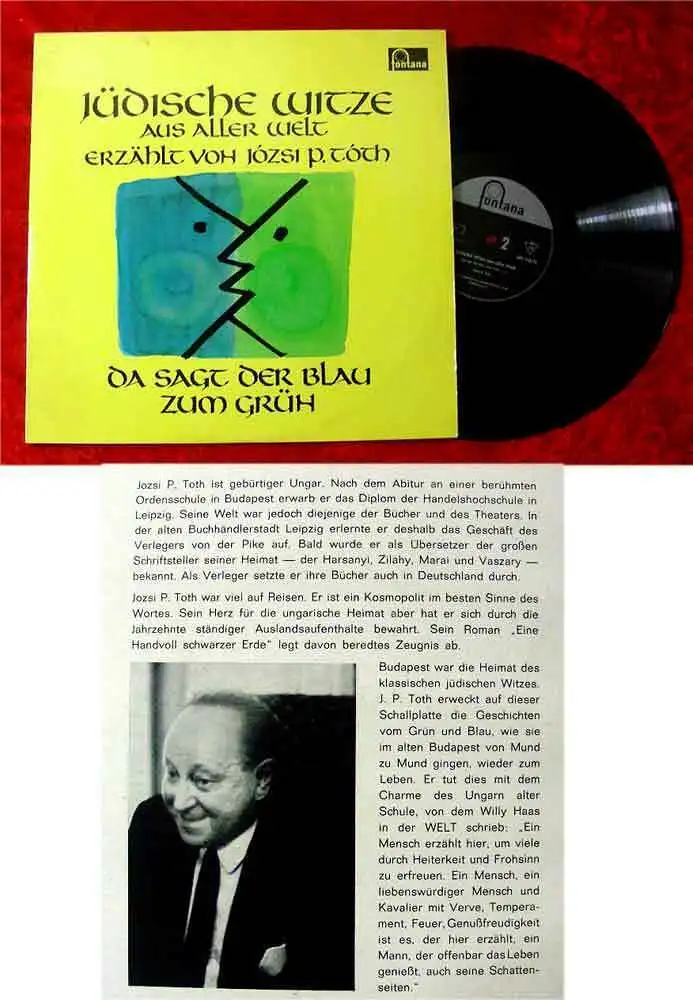 fontana
JÜDISCHE WITZE
AUS ALLER WELT
ERZÄHLT VON JÓZSI P. TÓTH
DA SAGT DER BLAU
ZUM GRÜN
fontana
2
Jozsi P. Toth ist gebürtiger Ungar. Nach dem Abitur an einer berühmten
Ordensschule in Budapest erwarb er das Diplom der Handelshochschule in
Leipzig. Seine Welt war jedoch diejenige der Bücher und des Theaters. In
der alten Buchhändlerstadt Leipzig erlernte er deshalb das Geschäft des
Verlegers von der Pike auf. Bald wurde er als Übersetzer der großen
Schriftsteller seiner Heimat — der Harsanyi, Zilahy, Marai und Vaszary —
bekannt. Als Verleger setzte er ihre Bücher auch in Deutschland durch.
Jozsi P. Toth war viel auf Reisen. Er ist ein Kosmopolit im besten Sinne des
Wortes. Sein Herz für die ungarische Heimat aber hat er sich durch die
Jahrzehnte ständiger Auslandsaufenthalte bewahrt. Sein Roman „Eine
Handvoll schwarzer Erde" legt davon beredtes Zeugnis ab.
Budapest war die Heimat des
klassischen jüdischen Witzes.
J. P. Toth erweckt auf dieser
Schallplatte die Geschichten
vom Grün und Blau, wie sie
im alten Budapest von Mund
zu Mund gingen, wieder zum
Leben. Er tut dies mit dem
Charme des Ungarn alter
Schule, von dem Willy Haas
in der WELT schrieb: „Ein
Mensch erzählt hier, um viele
durch Heiterkeit und Frohsinn
zu erfreuen. Ein Mensch, ein
liebenswürdiger Mensch und
Kavalier mit Verve, Tempera-
ment, Feuer, Genußfreudigkeit
ist es, der hier erzählt, ein
Mann, der offenbar das Leben
genießt, auch seine Schatten-
seiten."